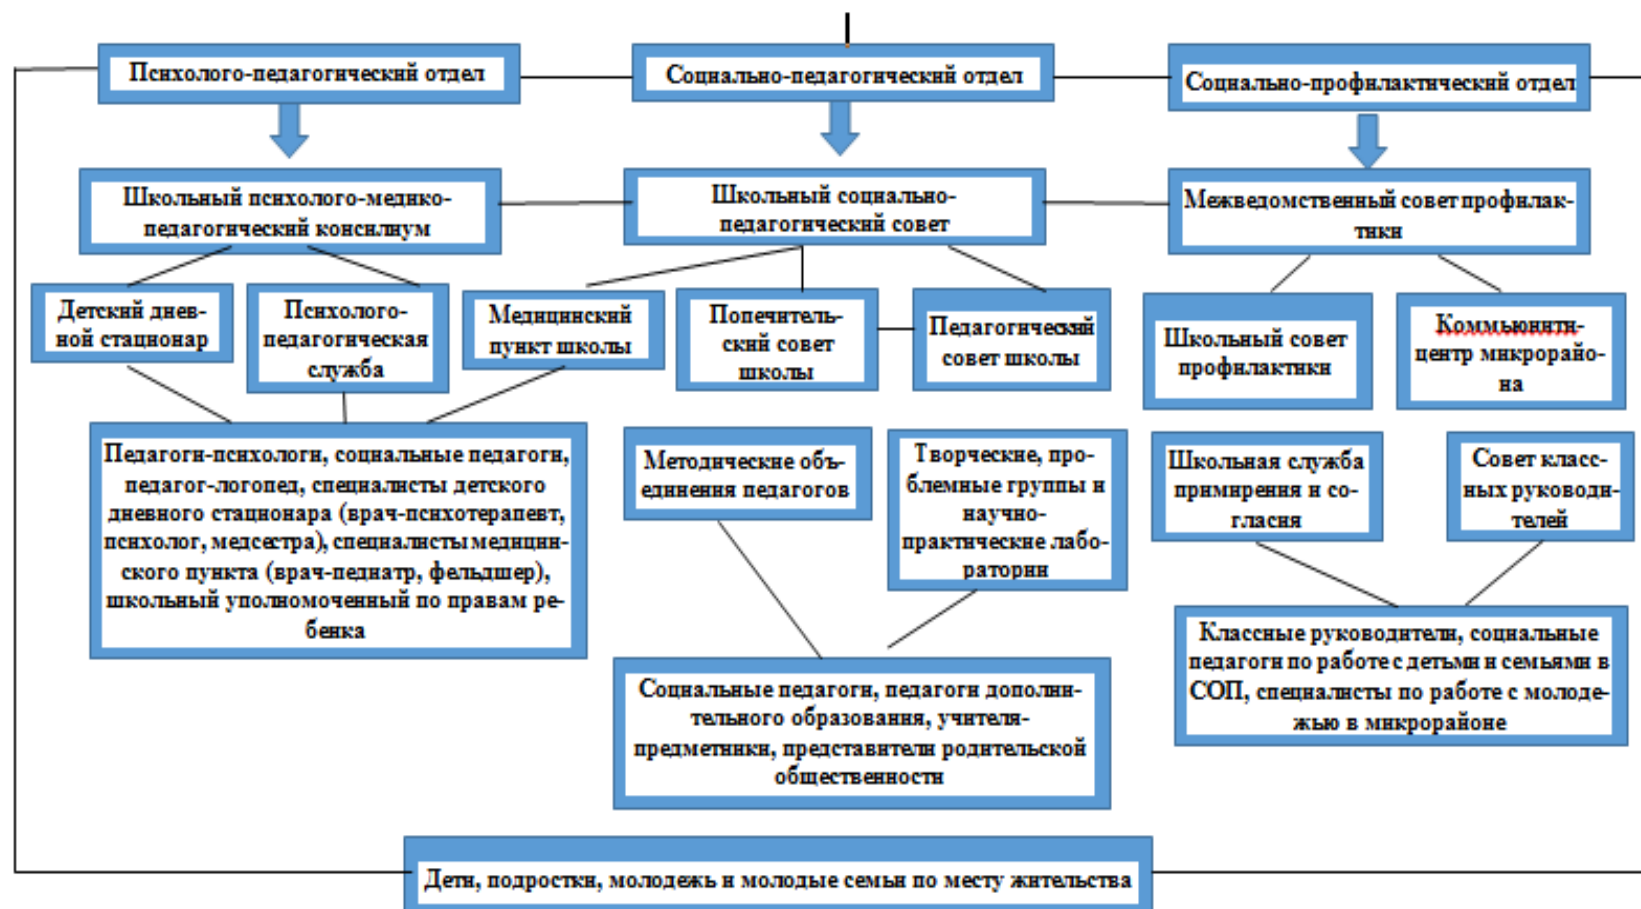 Психолого-педагогический отдел
Социально-педагогический отдел
Социально-профилактический отдел
Школьный психолого-медико-
педагогический консилиум
Школьный социально-
педагогический совет
Межведомственный совет профилак-
тики
Детский днев-
ной стационар
Психолого-
педагогическая
служба
Медицинский
пункт школы
Попечитель-
ский совет
школы
Педагогический
совет школы
Школьный совет
профилактики
Коммьюнити-
центр микрорайо-
на
Педагоги-психологи, социальные педагоги,
педагог-логопед, специалисты детского
дневного стационара (врач-психотерапевт,
психолог, медсестра), специалисты медицин-
ского пункта (врач-педиатр, фельдшер),
школьный уполномоченный по правам ре-
бенка
Методические объ-
единения педагогов
Творческие, про-
блемные группы и
научно-
практические лабо-
ратории
Школьная служба
примирения и со-
гласия
Совет класс-
ных руководи-
телей
Социальные педагоги, педагоги дополни-
тельного образования, учителя-
предметники, представители родительской
общественности
Классные руководители, социальные
педагоги по работе с детьми и семьями в
СОП, специалисты по работе с молоде-
жью в микрорайоне
Дети, подростки, молодежь и молодые семьи по месту жительства